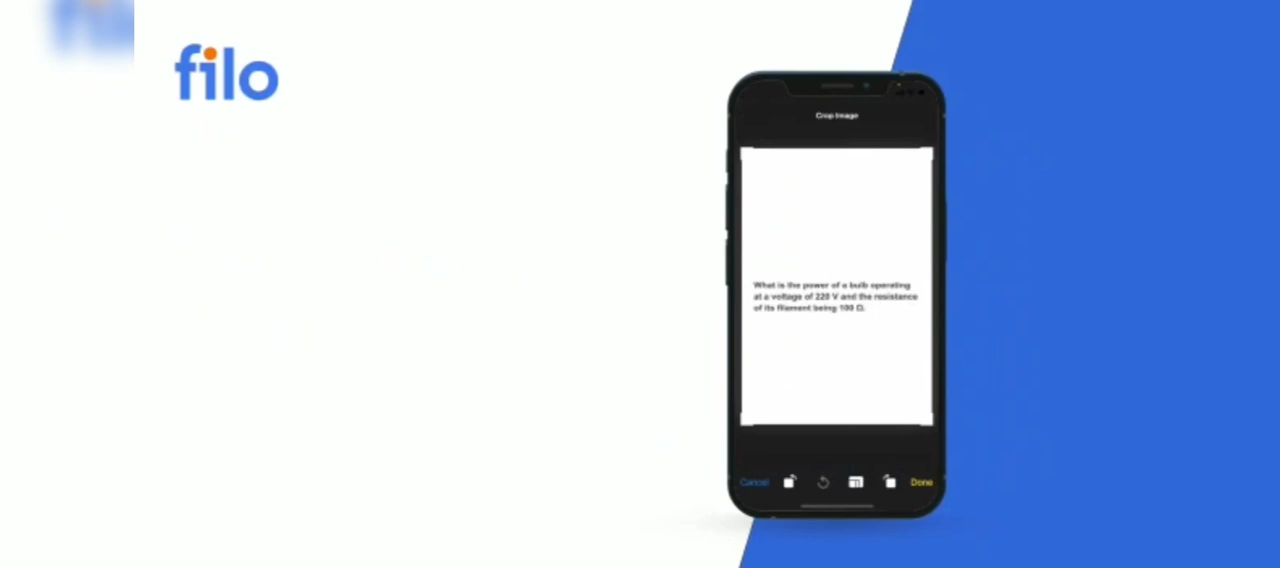 filo
Crop Image
What is the power of a bulb operating
at a voltage of 220 V and the resistance
of its filament being 100 Ω.
Cancel
Done